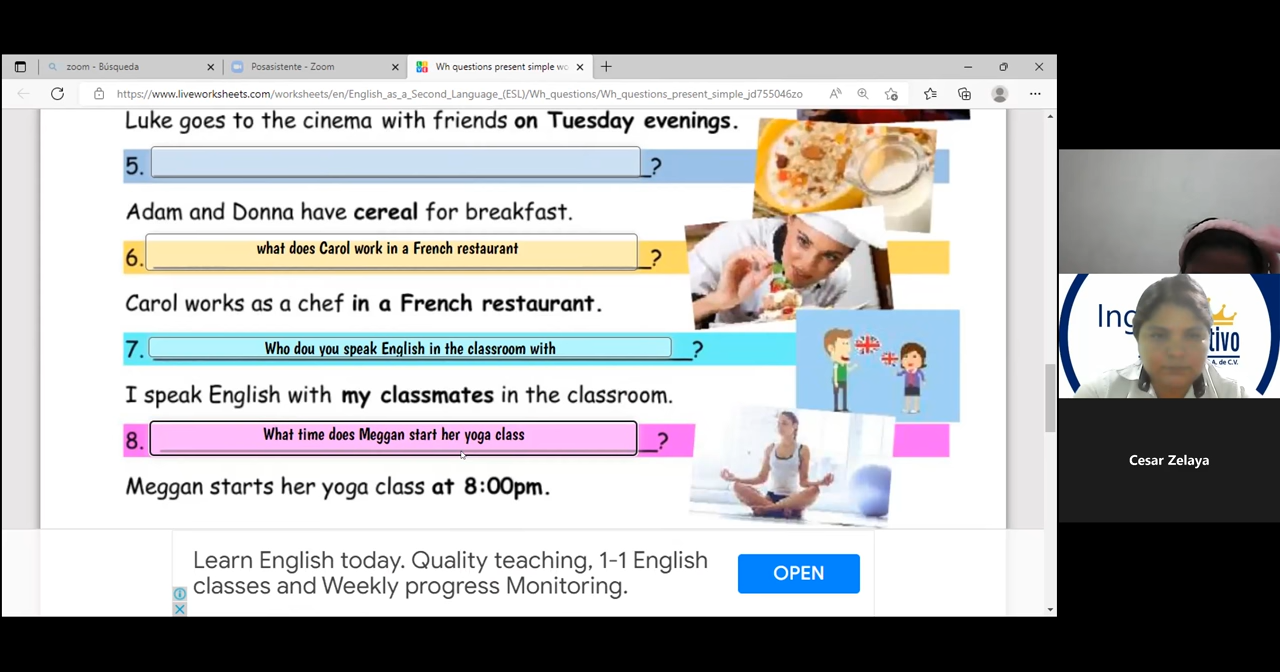 zoom - Búsqueda
Posasistente - Zoom
Wh questions present simple wo
https://www.liveworksheets.com/worksheets/en/English_as_a_Second_Language_(ESL)/Wh_questions/Wh_questions_present_simple_jd755046zo
Luke goes to the cinema with friends on Tuesday evenings.
5. ?
Adam and Donna have cereal for breakfast.
6. what does Carol work in a French restaurant ?
Carol works as a chef in a French restaurant.
7. Who dou you speak English in the classroom with ?
I speak English with my classmates in the classroom.
8. What time does Meggan start her yoga class ?
Meggan starts her yoga class at 8:00pm.
Learn English today. Quality teaching, 1-1 English
classes and Weekly progress Monitoring.
OPEN
Ing
tivo
A. de C.V.
Cesar Zelaya